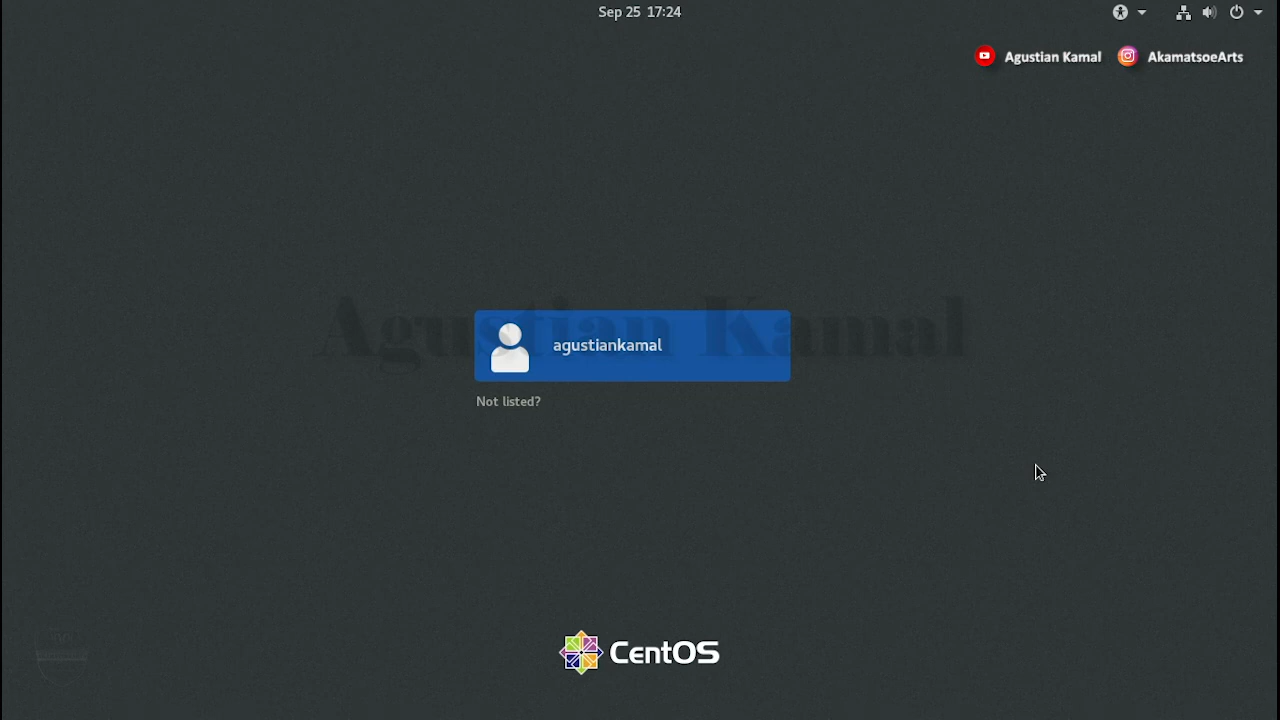 Sep 25 17:24
Agustian Kamal AkamatsoeArts
Agustian Kamal
agustiankamal
Not listed?
CentOS